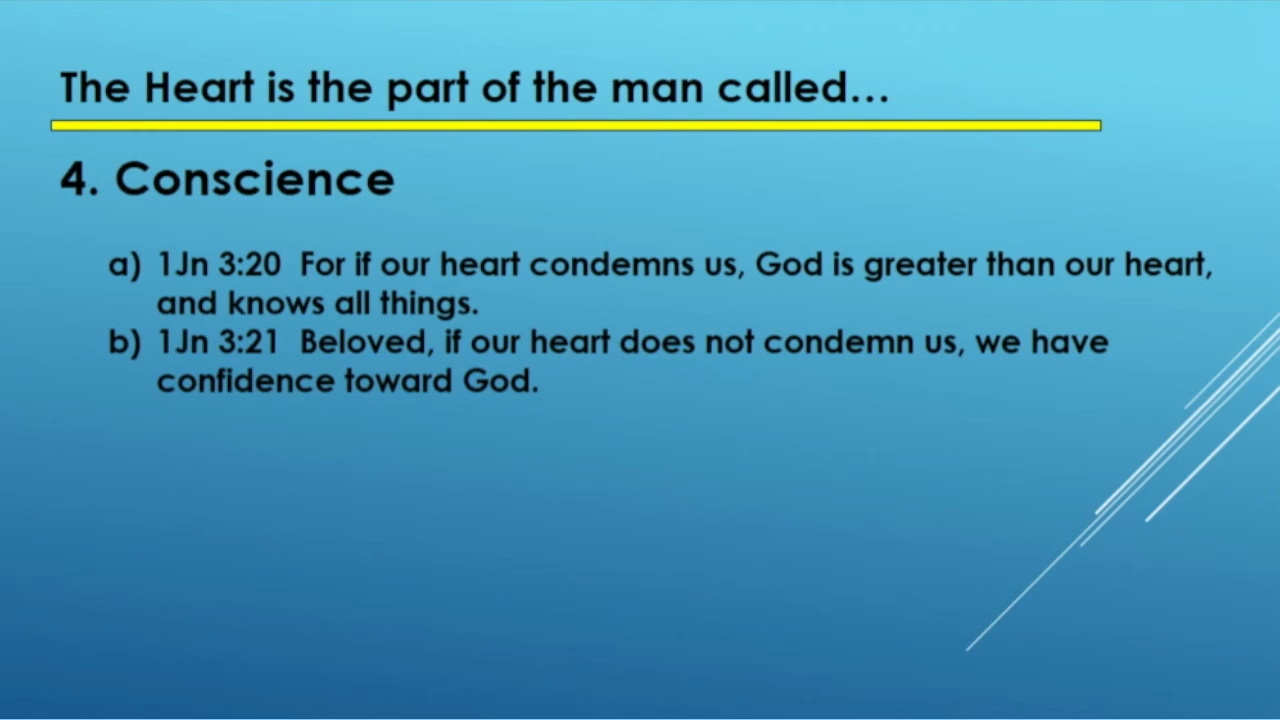 The Heart is the part of the man called...
4. Conscience
a) 1Jn 3:20 For if our heart condemns us, God is greater than our heart,
and knows all things.
b) 1Jn 3:21 Beloved, if our heart does not condemn us, we have
confidence toward God.